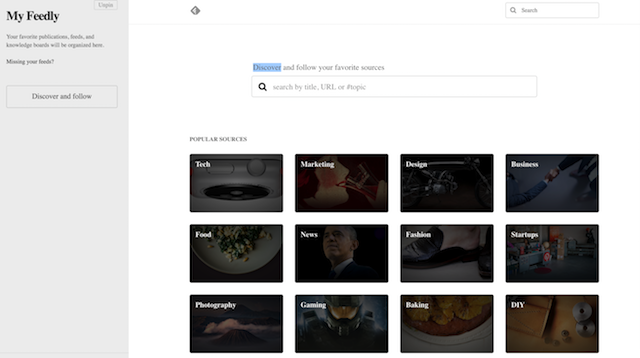 Unpin
My Feedly
Your favorite publications, feeds, and
knowledge boards will be organized here.
Missing your feeds?
Discover and follow
Search
Discover and follow your favorite sources
search by title, URL or #topic
POPULAR SOURCES
Tech
Marketing
Design
Business
Food
News
Fashion
Startups
Photography
Gaming
Baking
DIY